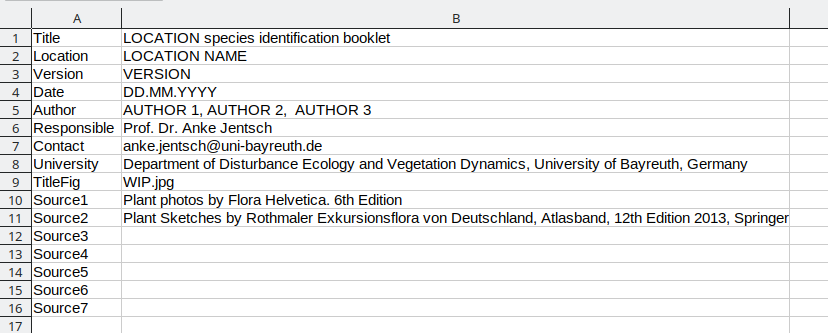 A B
1 Title LOCATION species identification booklet
2 Location LOCATION NAME
3 Version VERSION
4 Date DD.MM.YYYY
5 Author AUTHOR 1, AUTHOR 2,  AUTHOR 3
6 Responsible Prof. Dr. Anke Jentsch
7 Contact anke.jentsch@uni-bayreuth.de
8 University Department of Disturbance Ecology and Vegetation Dynamics, University of Bayreuth, Germany
9 TitleFig WIP.jpg
10 Source1 Plant photos by Flora Helvetica. 6th Edition
11 Source2 Plant Sketches by Rothmaler Exkursionsflora von Deutschland, Atlasband, 12th Edition 2013, Springer
12 Source3
13 Source4
14 Source5
15 Source6
16 Source7
17